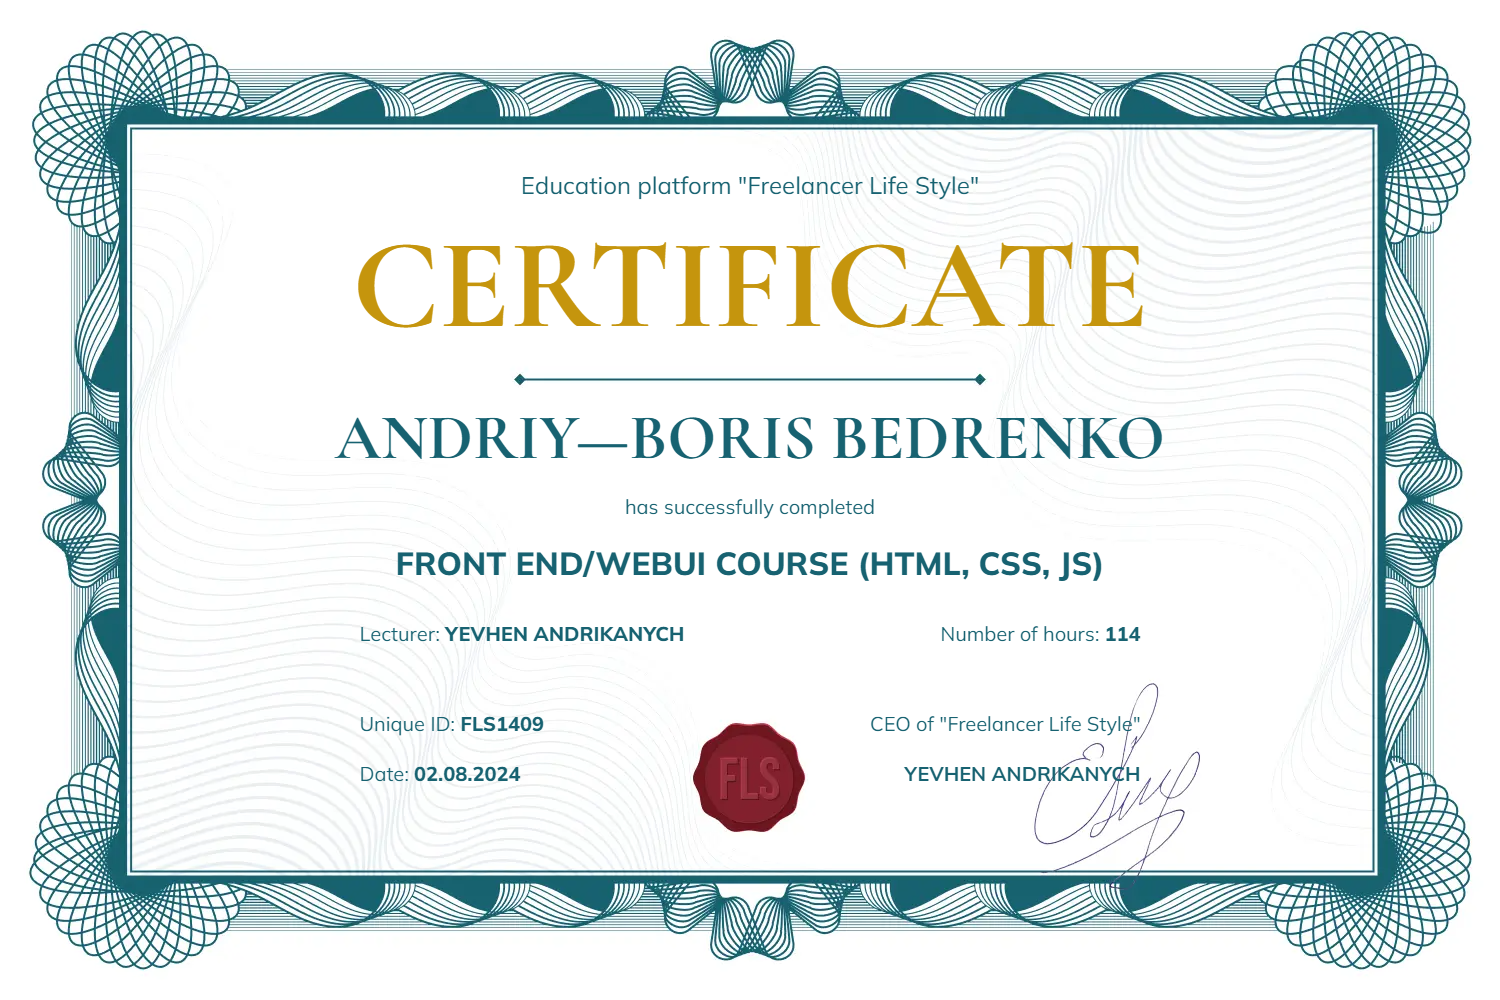 Education platform "Freelancer Life Style"
CERTIFICATE
ANDRIY—BORIS BEDRENKO
has successfully completed
FRONT END/WEBUI COURSE (HTML, CSS, JS)
Lecturer: YEVHEN ANDRIKANYCH
Number of hours: 114
Unique ID: FLS1409
CEO of "Freelancer Life Style"
Date: 02.08.2024
FLS
YEVHEN ANDRIKANYCH